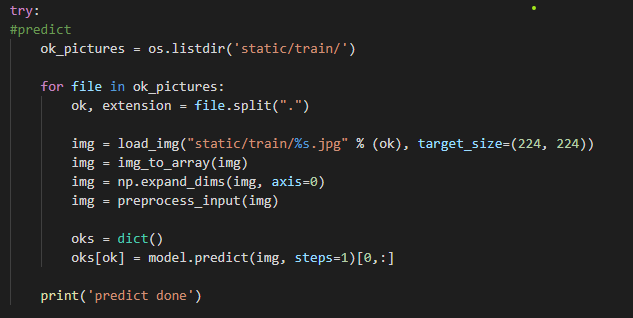 try:
#predict
    ok_pictures = os.listdir('static/train/')
    for file in ok_pictures:
        ok, extension = file.split(".")
        img = load_img("static/train/%s.jpg" % (ok), target_size=(224, 224))
        img = img_to_array(img)
        img = np.expand_dims(img, axis=0)
        img = preprocess_input(img)
        oks = dict()
        oks[ok] = model.predict(img, steps=1)[0,:]
    print('predict done')